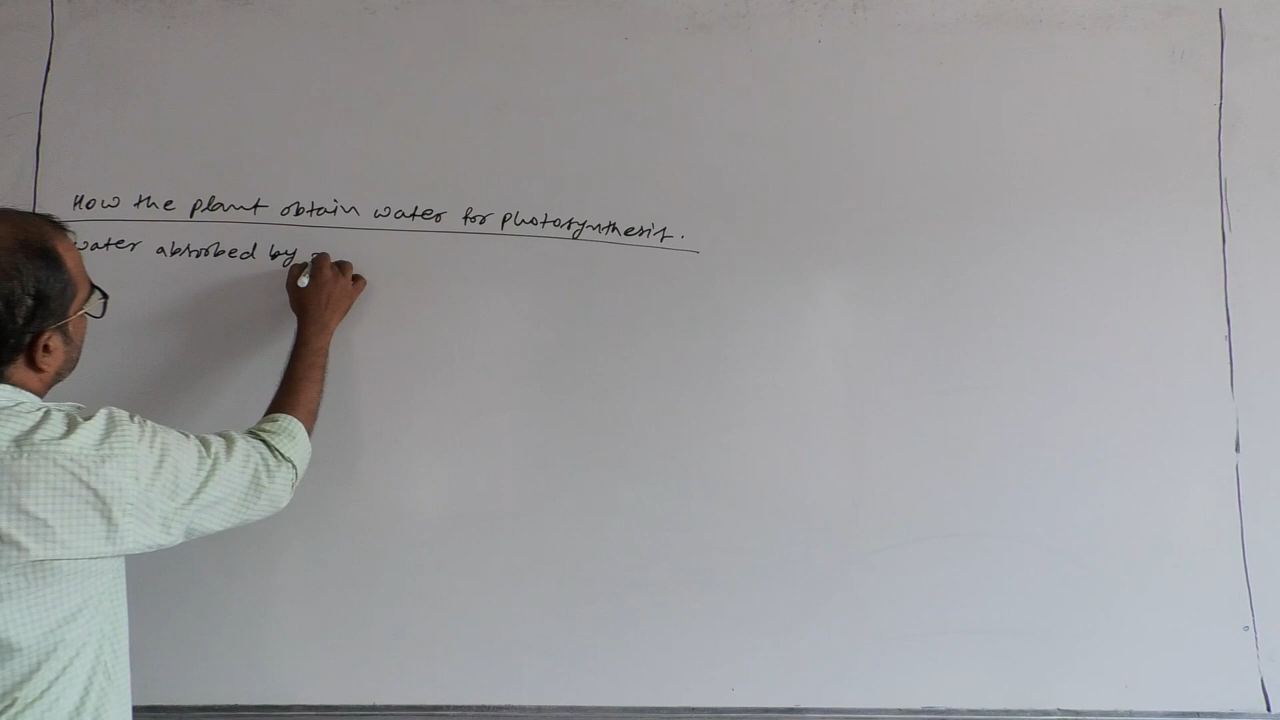 How the plant obtain water for photosynthesis.
water absorbed by